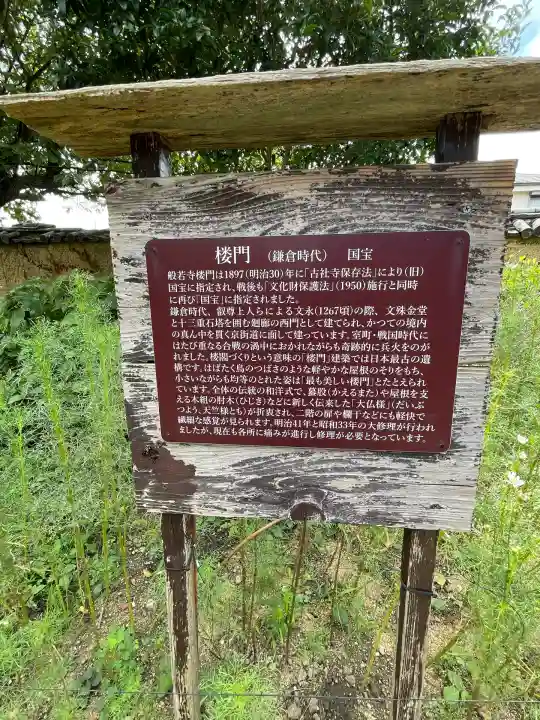 楼門 (鎌倉時代) 国宝
般若寺楼門は1897(明治30)年に「古社寺保存法」により(旧)
国宝に指定され、戦後も「文化財保護法」(1950)施行と同時
に再び「国宝」に指定されました。
鎌倉時代、叡尊上人らによる文永(1267頃)の際、文殊金堂
と十三重石塔を囲む廻廊の西門として建てられ、かつての境内
の真ん中を貫く京街道に面して建っています。室町・戦国時代に
はたび重なる合戦の渦中におかれながらも奇跡的に兵火をのが
れました。楼閣づくりという意味の「楼門」建築では日本最古の遺
構です。はばたく鳥のつばさのような軽やかな屋根のそりをもち、
小さいながらも均等のとれた姿は「最も美しい楼門」とたとえられ
ています。全体の伝統の和洋式で、蟇股(かえるまた)や屋根を支
える木組の肘木(ひじき)などに新しく伝来した「大仏様」(だいぶ
つよう、天竺様とも)が折衷され、二階の扉や欄干などにも軽快で
繊細な感覚が見られます。明治41年と昭和33年の大修理が行われ
ましたが、現在も各所に痛みが進行し修理が必要となっています。